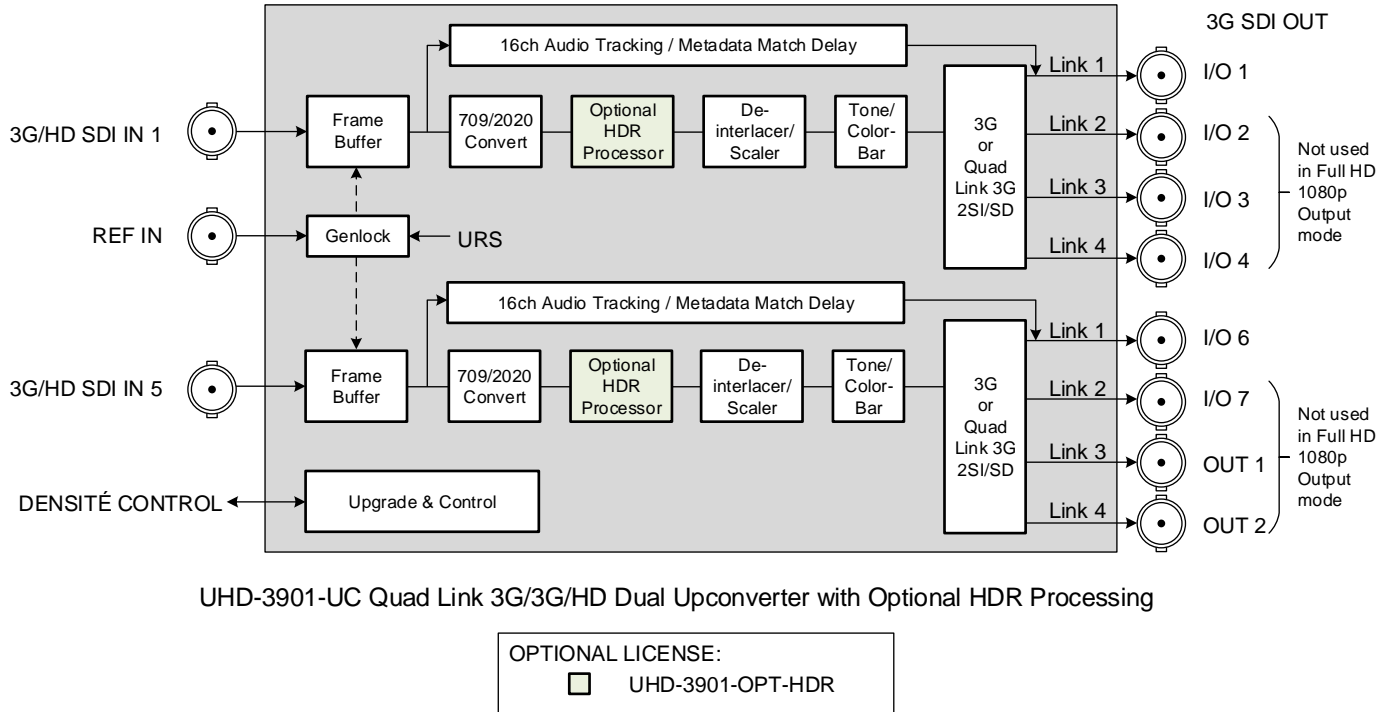 3G SDI OUT
16ch Audio Tracking / Metadata Match Delay
Link 1
I/O 1
3G/HD SDI IN 1
Frame
Buffer
709/2020
Convert
Optional
HDR
Processor
De-
interlacer/
Scaler
Tone/
Color-
Bar
3G
or
Quad
Link 3G
2SI/SD
Link 2
I/O 2
Link 3
I/O 3
Link 4
I/O 4
Not used
in Full HD
1080p
Output
mode
REF IN
Genlock
URS
16ch Audio Tracking / Metadata Match Delay
Link 1
I/O 6
3G/HD SDI IN 5
Frame
Buffer
709/2020
Convert
Optional
HDR
Processor
De-
interlacer/
Scaler
Tone/
Color-
Bar
3G
or
Quad
Link 3G
2SI/SD
Link 2
I/O 7
Link 3
OUT 1
Link 4
OUT 2
Not used
in Full HD
1080p
Output
mode
DENSITÉ CONTROL
Upgrade & Control
UHD-3901-UC Quad Link 3G/3G/HD Dual Upconverter with Optional HDR Processing
OPTIONAL LICENSE:
UHD-3901-OPT-HDR